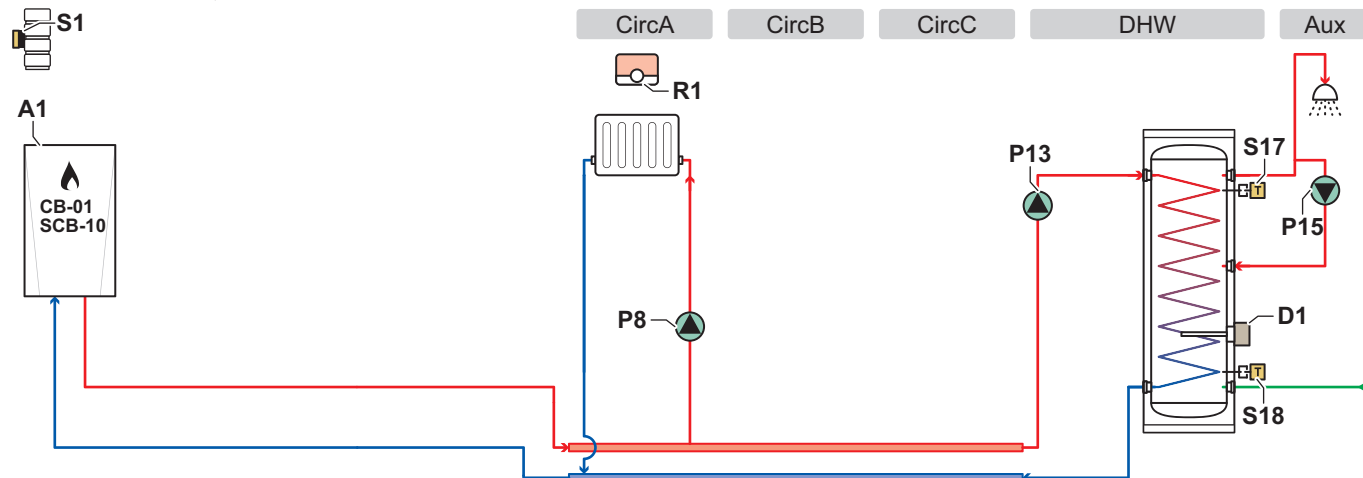 S1
CircA
CircB
CircC
DHW
Aux
R1
A1
CB-01
SCB-10
P13
S17
T
P15
P8
D1
T
S18